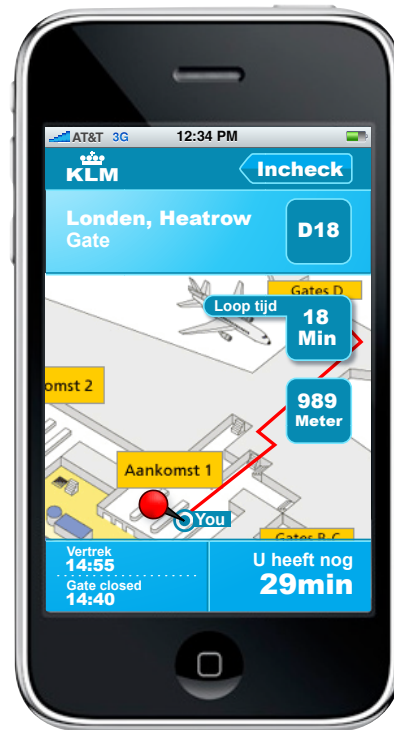 AT&T 3G 12:34 PM
KLM
Incheck
Londen, Heatrow
Gate
D18
Gates D
Loop tijd
18
Min
omst 2
989
Meter
Aankomst 1
You
Gates B-C
Vertrek
14:55
Gate closed
14:40
U heeft nog
29min